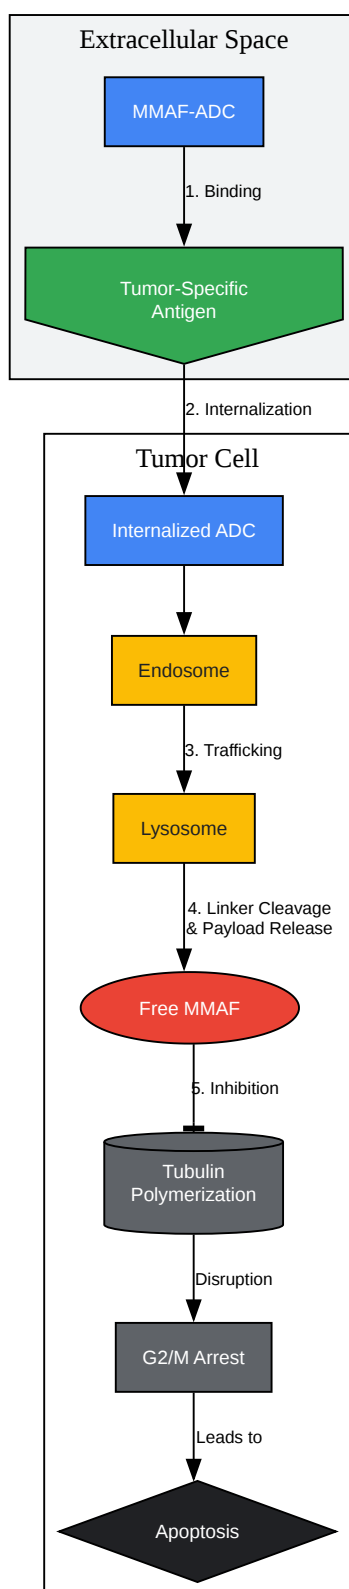 Extracellular Space
MMAF-ADC
1. Binding
Tumor-Specific
Antigen
2. Internalization
Tumor Cell
Internalized ADC
Endosome
3. Trafficking
Lysosome
4. Linker Cleavage
& Payload Release
Free MMAF
5. Inhibition
Tubulin
Polymerization
Disruption
G2/M Arrest
Leads to
Apoptosis